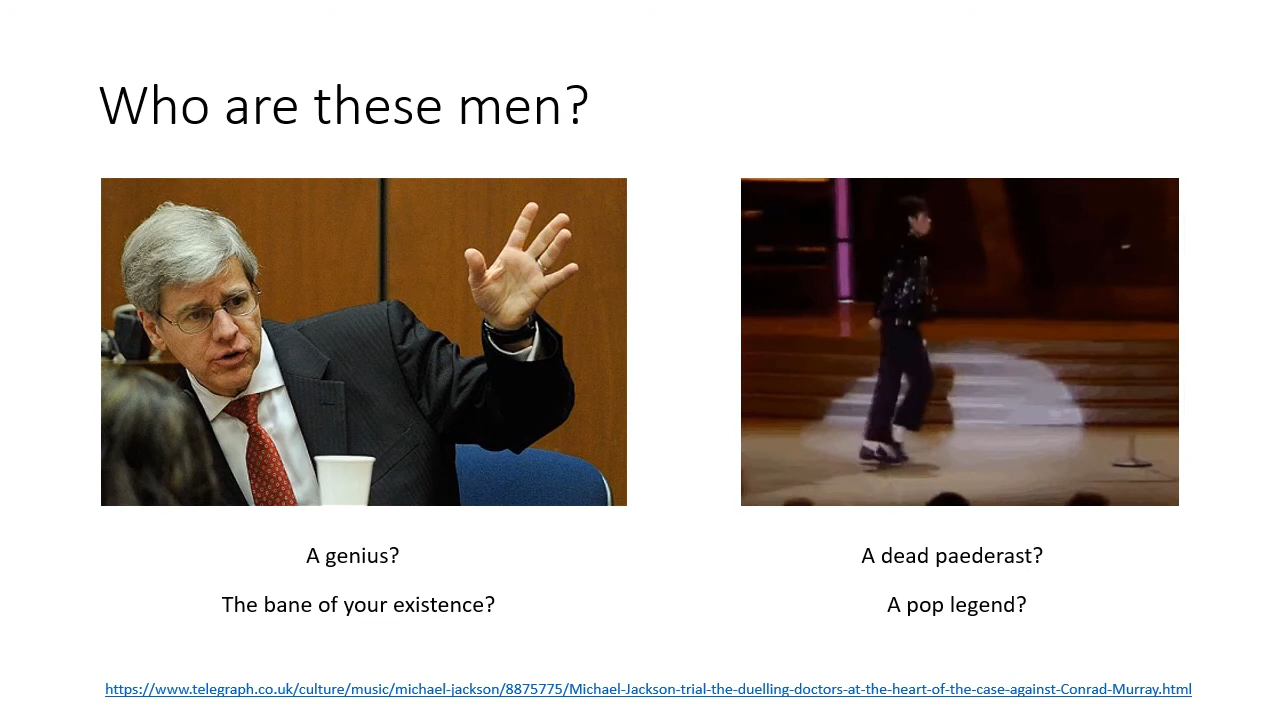 Who are these men?
A genius?
A dead paederast?
The bane of your existence?
A pop legend?
https://www.telegraph.co.uk/culture/music/michael-jackson/8875775/Michael-Jackson-trial-the-duelling-doctors-at-the-heart-of-the-case-against-Conrad-Murray.html